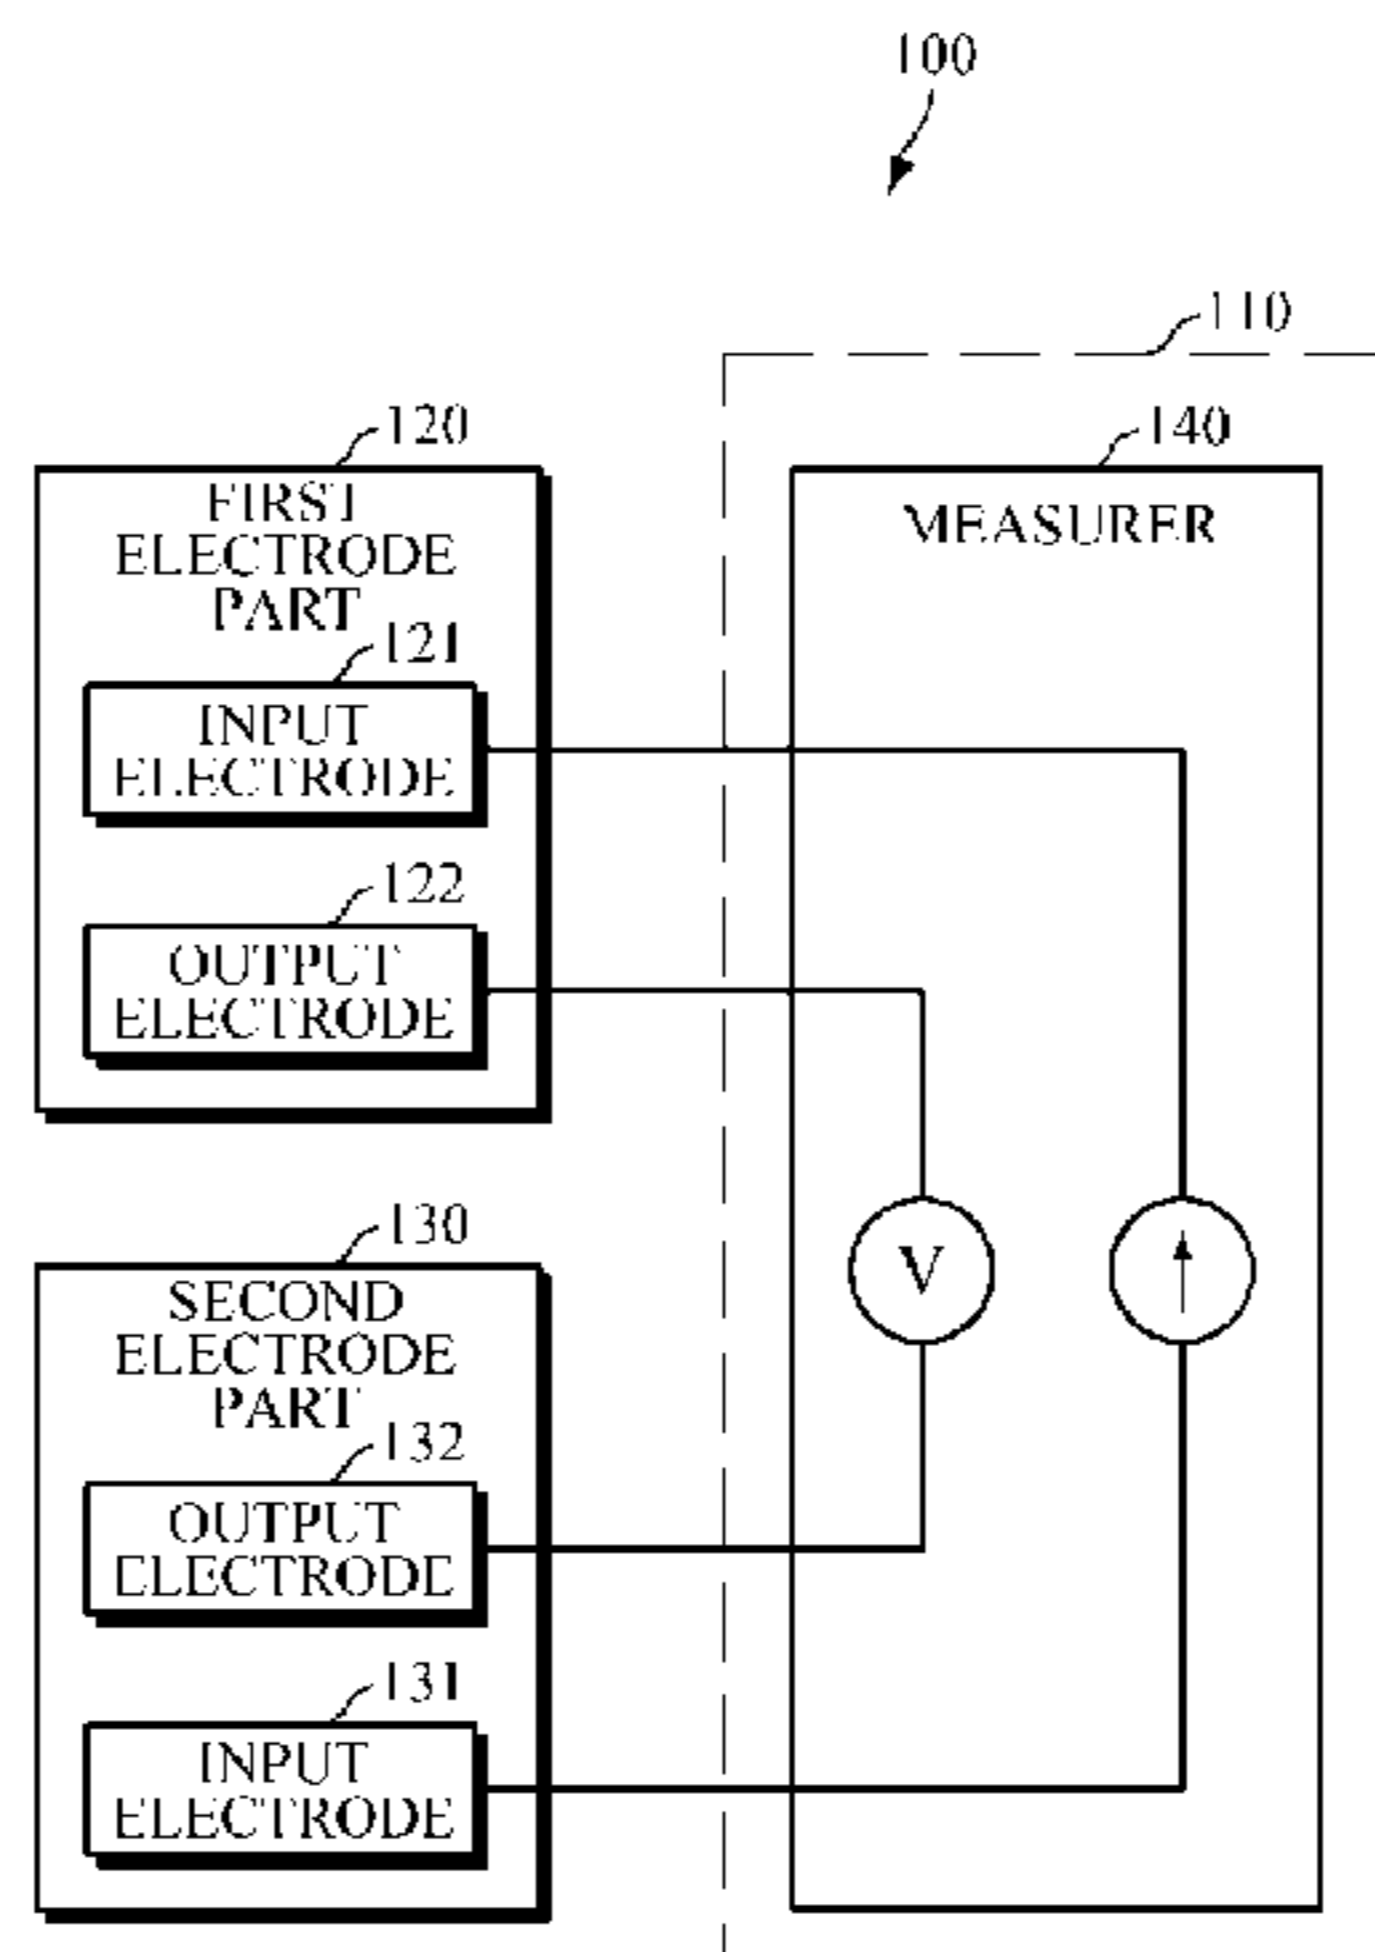 100
110
120
FIRST
ELECTRODE
PART
121
INPUT
ELECTRODE
122
OUTPUT
ELECTRODE
130
SECOND
ELECTRODE
PART
132
OUTPUT
ELECTRODE
131
INPUT
ELECTRODE
140
MEASURER
V